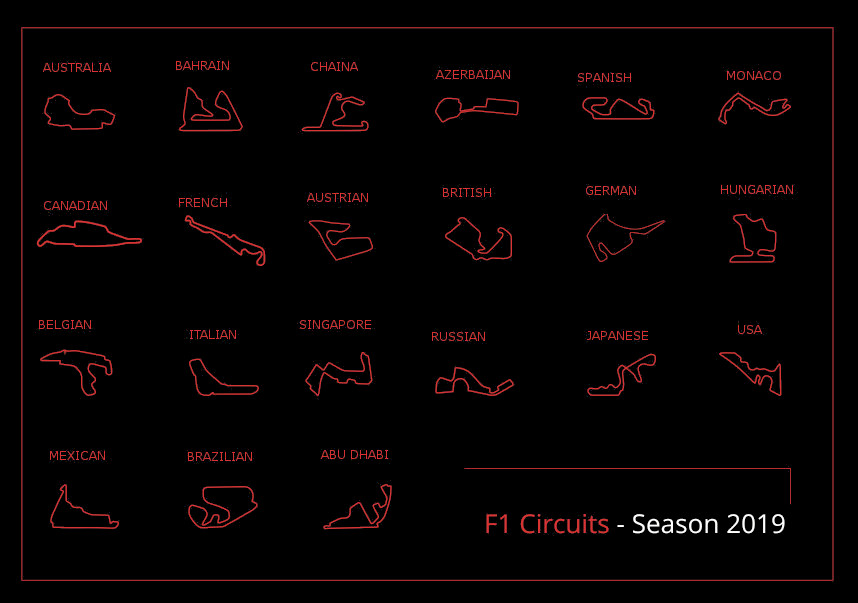 AUSTRALIA
BAHRAIN
CHAINA
AZERBAIJAN
SPANISH
MONACO
CANADIAN
FRENCH
AUSTRIAN
BRITISH
GERMAN
HUNGARIAN
BELGIAN
ITALIAN
SINGAPORE
RUSSIAN
JAPANESE
USA
MEXICAN
BRAZILIAN
ABU DHABI
F1 Circuits - Season 2019